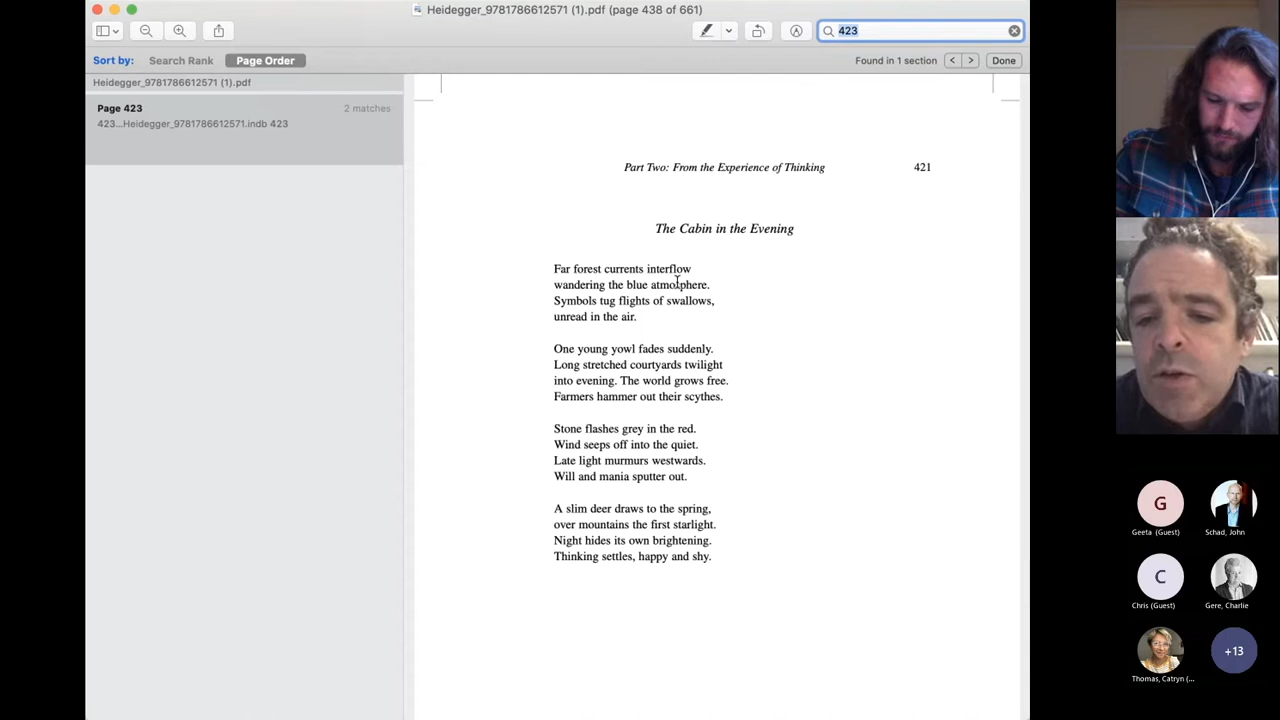 Heidegger_9781786612571 (1).pdf (page 438 of 661)
423
Sort by:
Search Rank
Page Order
Found in 1 section
Done
Heidegger_9781786612571 (1).pdf
Page 423
2 matches
423...Heidegger_9781786612571.indb 423
Part Two: From the Experience of Thinking
421
The Cabin in the Evening
Far forest currents interflow
wandering the blue atmosphere.
Symbols tug flights of swallows,
unread in the air.
One young yowl fades suddenly.
Long stretched courtyards twilight
into evening. The world grows free.
Farmers hammer out their scythes.
Stone flashes grey in the red.
Wind seeps off into the quiet.
Late light murmurs westwards.
Will and mania sputter out.
A slim deer draws to the spring,
over mountains the first starlight.
Night hides its own brightening.
Thinking settles, happy and shy.
G
Geeta (Guest)
Schad, John
C
Chris (Guest)
Gere, Charlie
Thomas, Catryn (...
+13